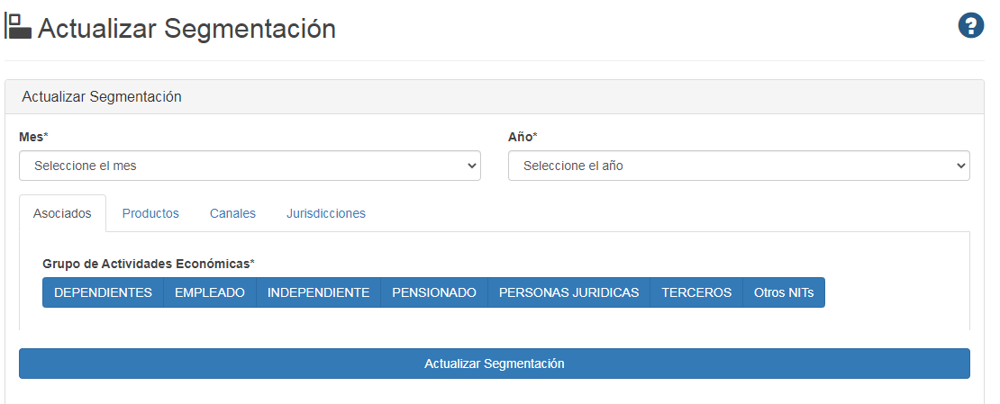 Actualizar Segmentación
?
Actualizar Segmentación
Mes*
Año*
Seleccione el mes
Seleccione el año
Asociados Productos Canales Jurisdicciones
Grupo de Actividades Económicas*
DEPENDIENTES EMPLEADO INDEPENDIENTE PENSIONADO PERSONAS JURIDICAS TERCEROS Otros NITs
Actualizar Segmentación